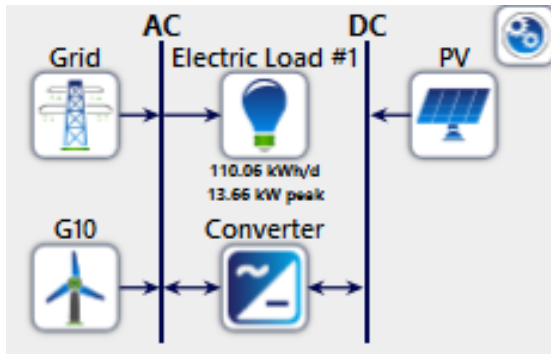 AC
DC
Grid
Electric Load #1
PV
110.06 kWh/d
13.66 kW peak
G10
Converter